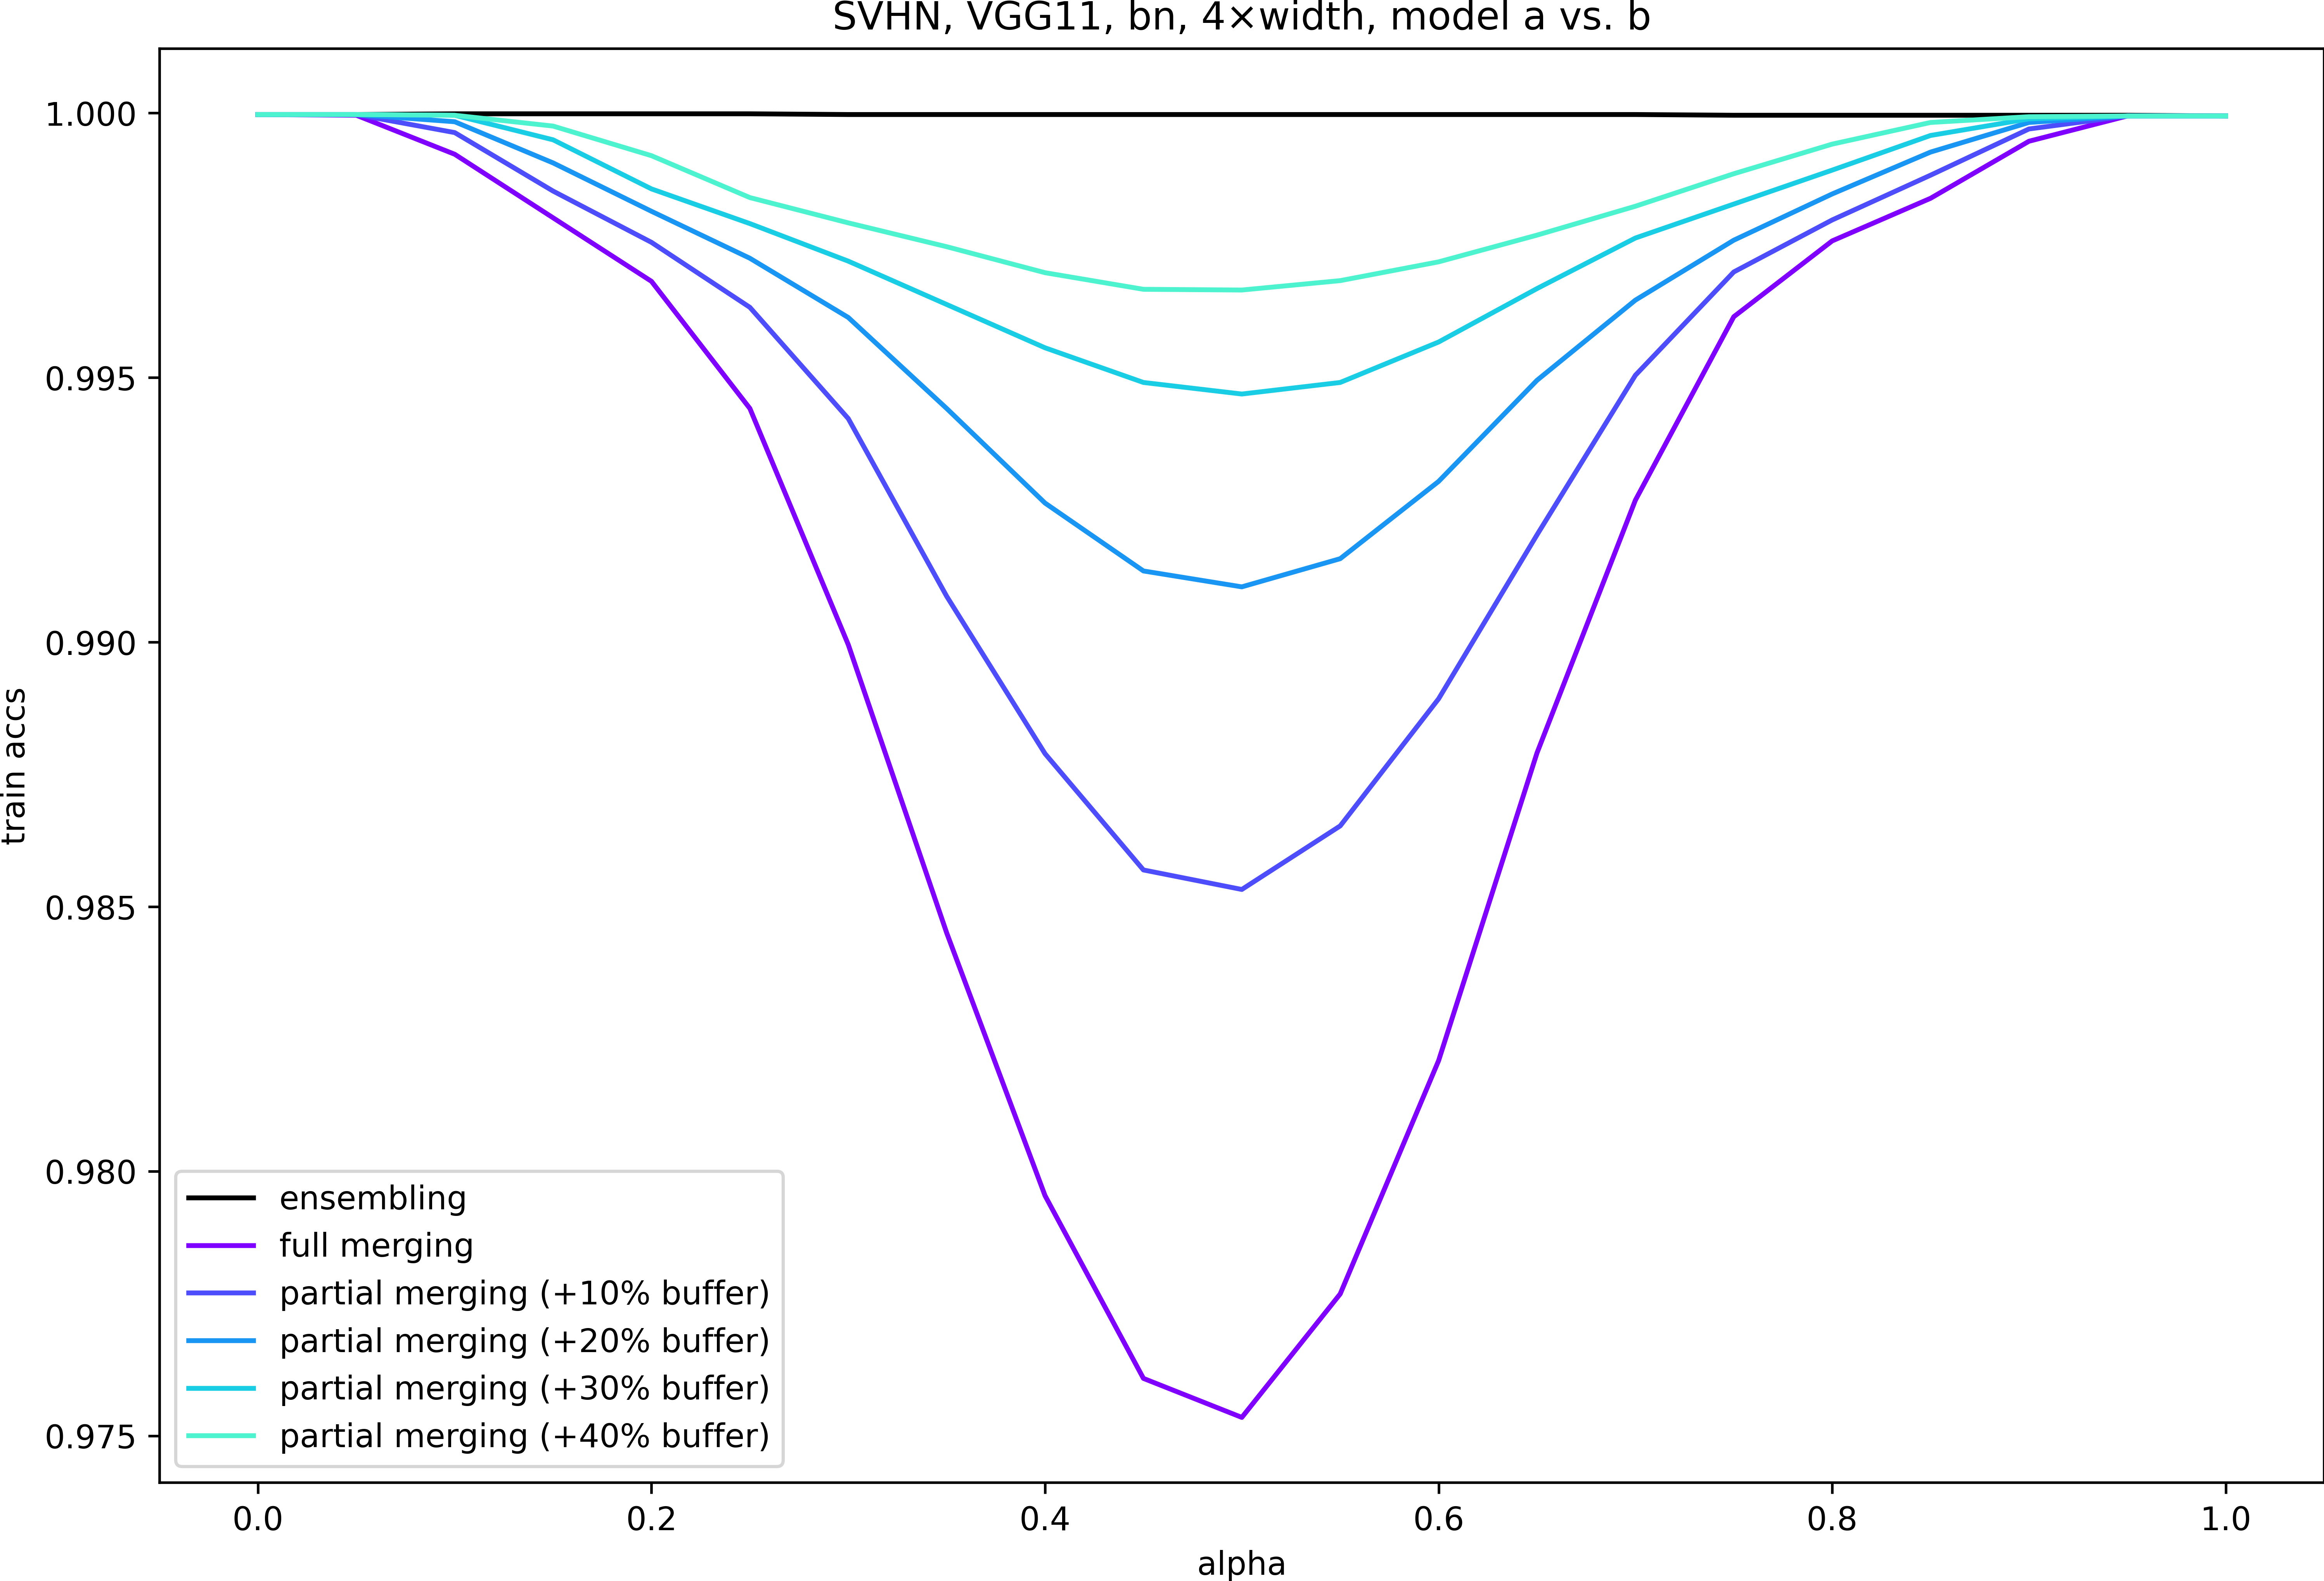 SVHN, VGG11, bn, 4×width, model a vs. b
1.000
0.995
0.990
0.985
0.980
0.975
train accs
ensembling
full merging
partial merging (+10% buffer)
partial merging (+20% buffer)
partial merging (+30% buffer)
partial merging (+40% buffer)
0.0
0.2
0.4
0.6
0.8
1.0
alpha